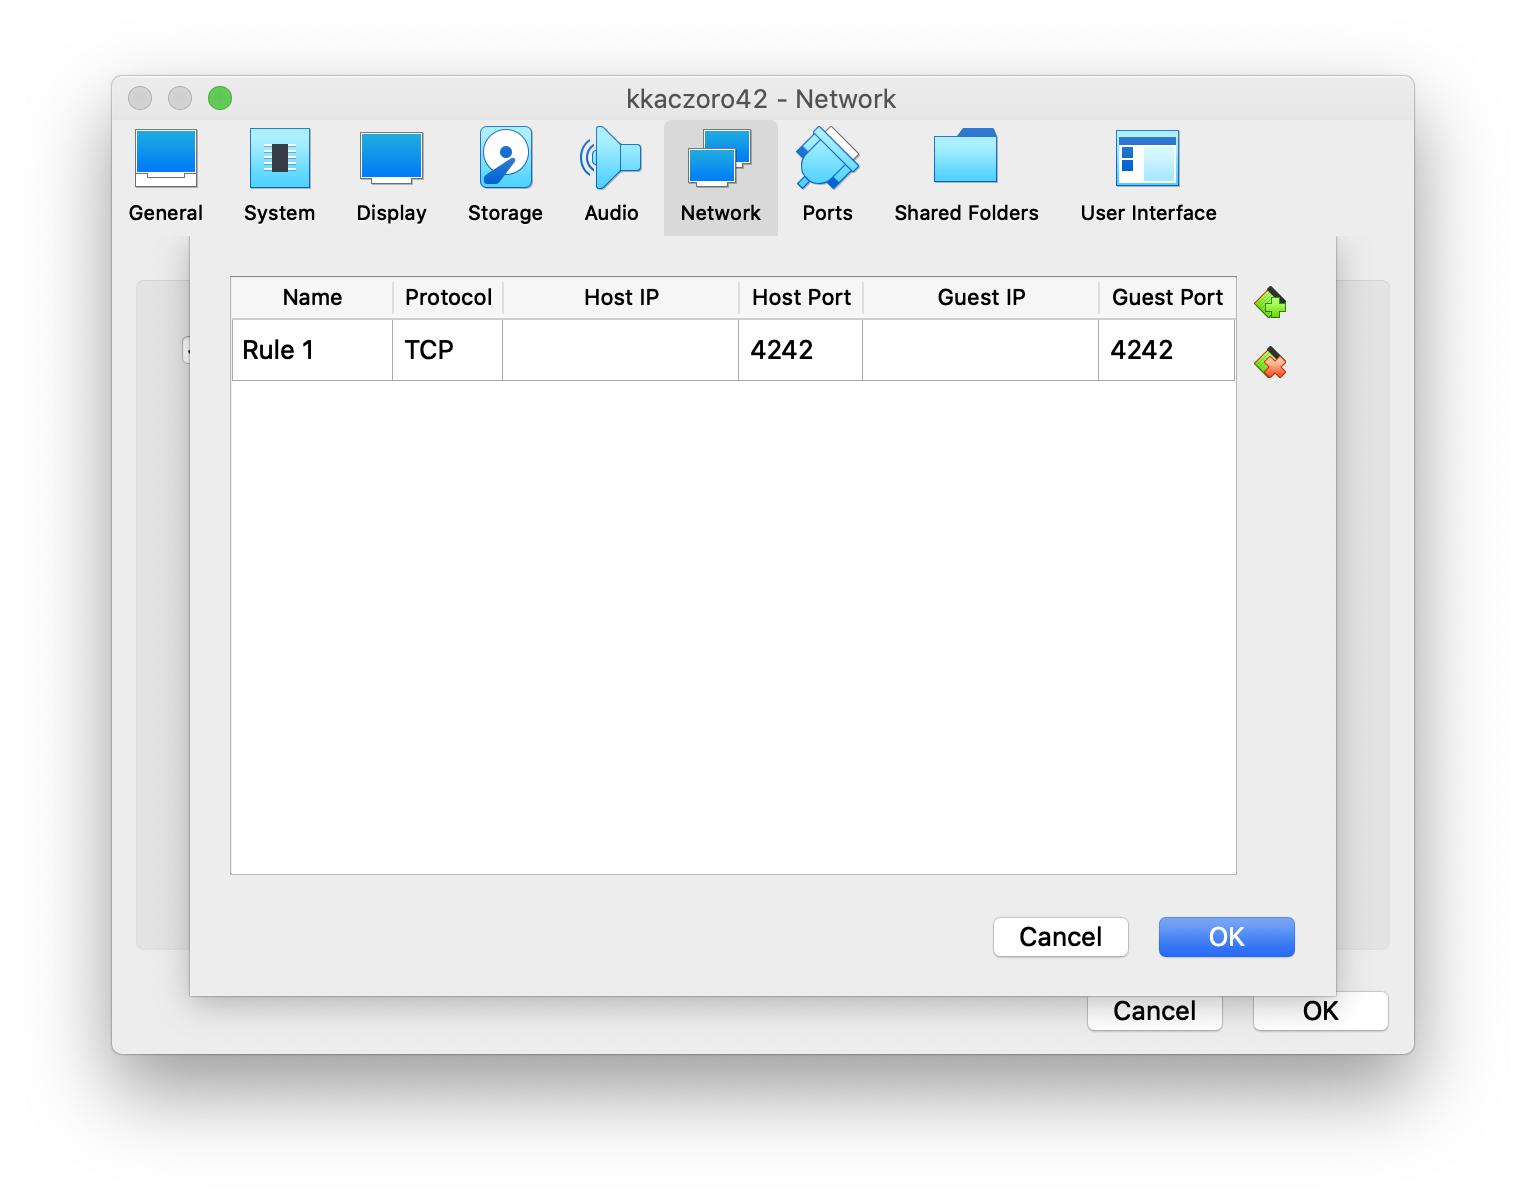 kkaczoro42 - Network
General System Display Storage Audio Network Ports Shared Folders User Interface
Name Protocol Host IP Host Port Guest IP Guest Port
Rule 1 TCP 4242 4242
Cancel OK
Cancel OK